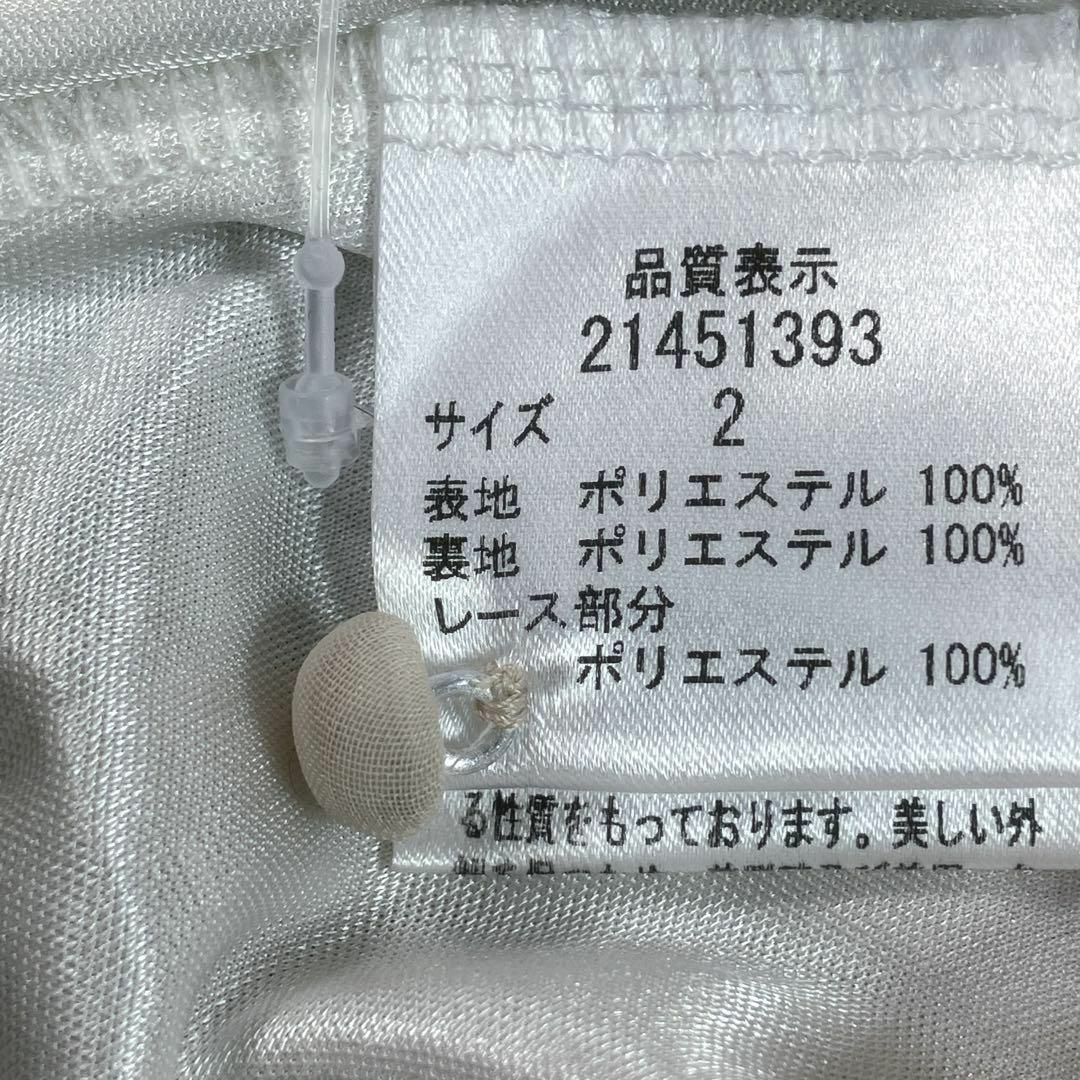 品質表示
21451393
サイズ 2
表地 ポリエステル 100%
裏地 ポリエステル 100%
レース部分
ポリエステル 100%
る性質をもっております。美しい外